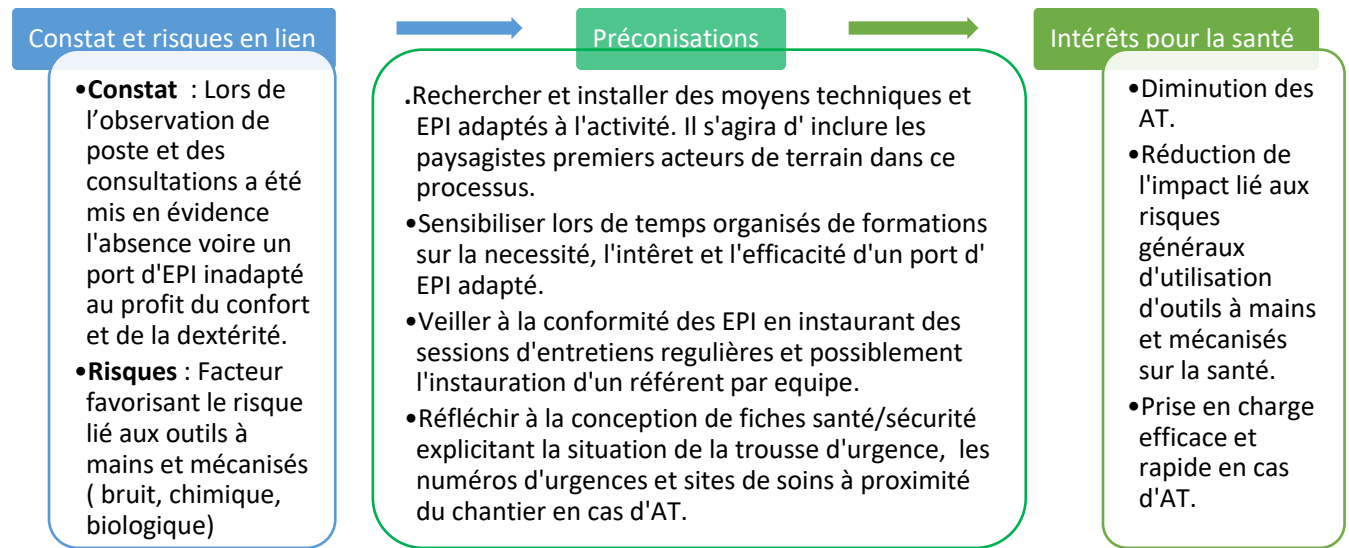 Constat et risques en lien
•Constat : Lors de
l’observation de
poste et des
consultations a été
mis en évidence
l'absence voire un
port d'EPI inadapté
au profit du confort
et de la dextérité.
•Risques : Facteur
favorisant le risque
lié aux outils à
mains et mécanisés
( bruit, chimique,
biologique)
Préconisations
.Rechercher et installer des moyens techniques et
EPI adaptés à l'activité. Il s'agira d' inclure les
paysagistes premiers acteurs de terrain dans ce
processus.
•Sensibiliser lors de temps organisés de formations
sur la necessité, l'intêret et l'efficacité d'un port d'
EPI adapté.
•Veiller à la conformité des EPI en instaurant des
sessions d'entretiens regulières et possiblement
l'instauration d'un référent par equipe.
•Réfléchir à la conception de fiches santé/sécurité
explicitant la situation de la trousse d'urgence, les
numéros d'urgences et sites de soins à proximité
du chantier en cas d'AT.
Intérêts pour la santé
•Diminution des
AT.
•Réduction de
l'impact lié aux
risques
généraux
d'utilisation
d'outils à mains
et mécanisés
sur la santé.
•Prise en charge
efficace et
rapide en cas
d'AT.